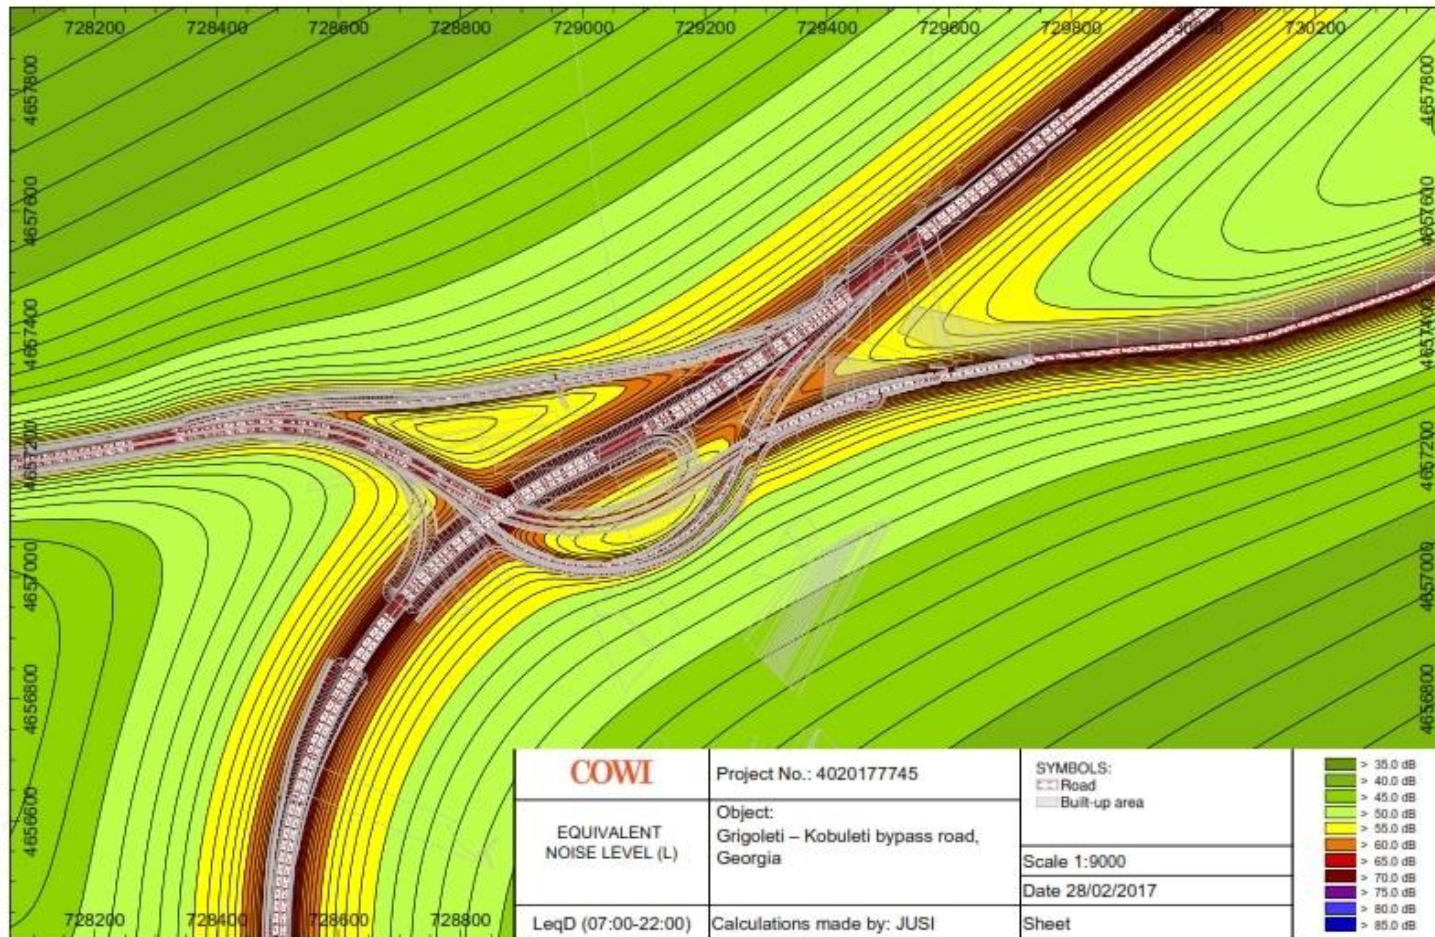 728200 728400 728600 728800 729000 729200 729400 729600 729800 730000 730200
4657800
4657600
4657400
4657200
4657000
4656800
4656600
4657800
4657600
4657400
4657200
4657000
4656800
728200 728400 728600 728800
COWI
Project No.: 4020177745
EQUIVALENT
NOISE LEVEL (L)
Object:
Grigoleti – Kobuleti bypass road,
Georgia
LeqD (07:00-22:00)
Calculations made by: JUSI
SYMBOLS:
Road
Built-up area
Scale 1:9000
Date 28/02/2017
Sheet
> 35.0 dB
> 40.0 dB
> 45.0 dB
> 50.0 dB
> 55.0 dB
> 60.0 dB
> 65.0 dB
> 70.0 dB
> 75.0 dB
> 80.0 dB
> 85.0 dB